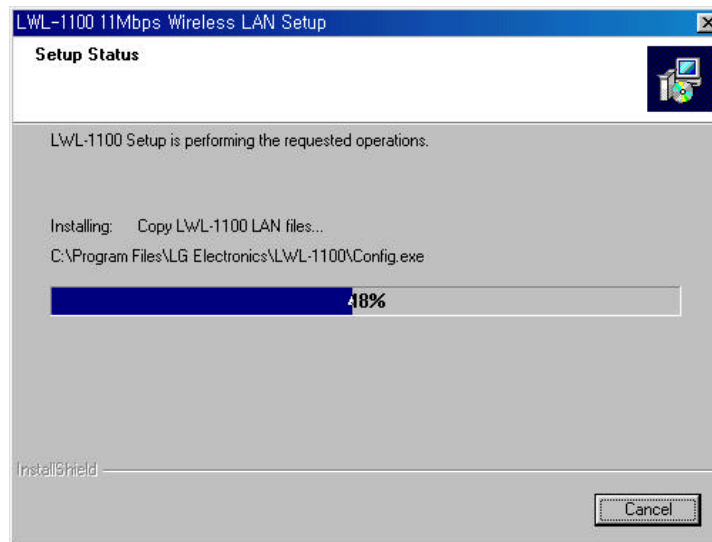 LWL-1100 11Mbps Wireless LAN Setup
Setup Status
LWL-1100 Setup is performing the requested operations.
Installing: Copy LWL-1100 LAN files...
C:\Program Files\LG Electronics\LWL-1100\Config.exe
48%
InstallShield
Cancel